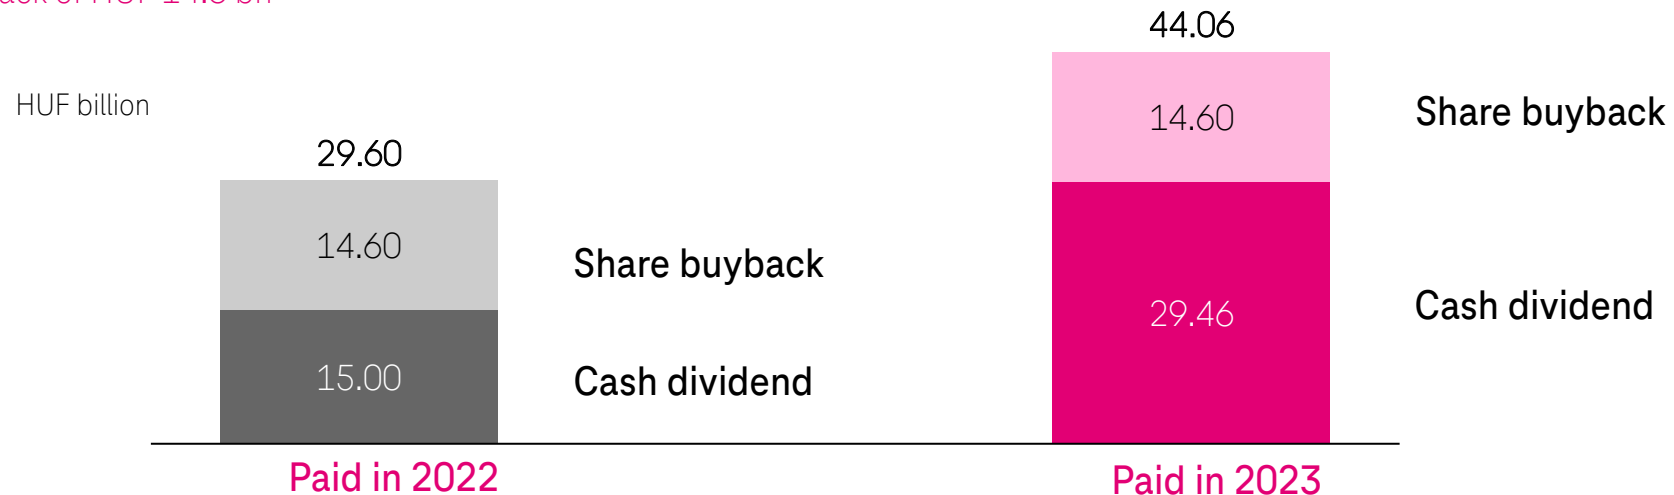 44.06
HUF billion
14.60
Share buyback
29.60
14.60
Share buyback
29.46
Cash dividend
15.00
Cash dividend
Paid in 2022
Paid in 2023